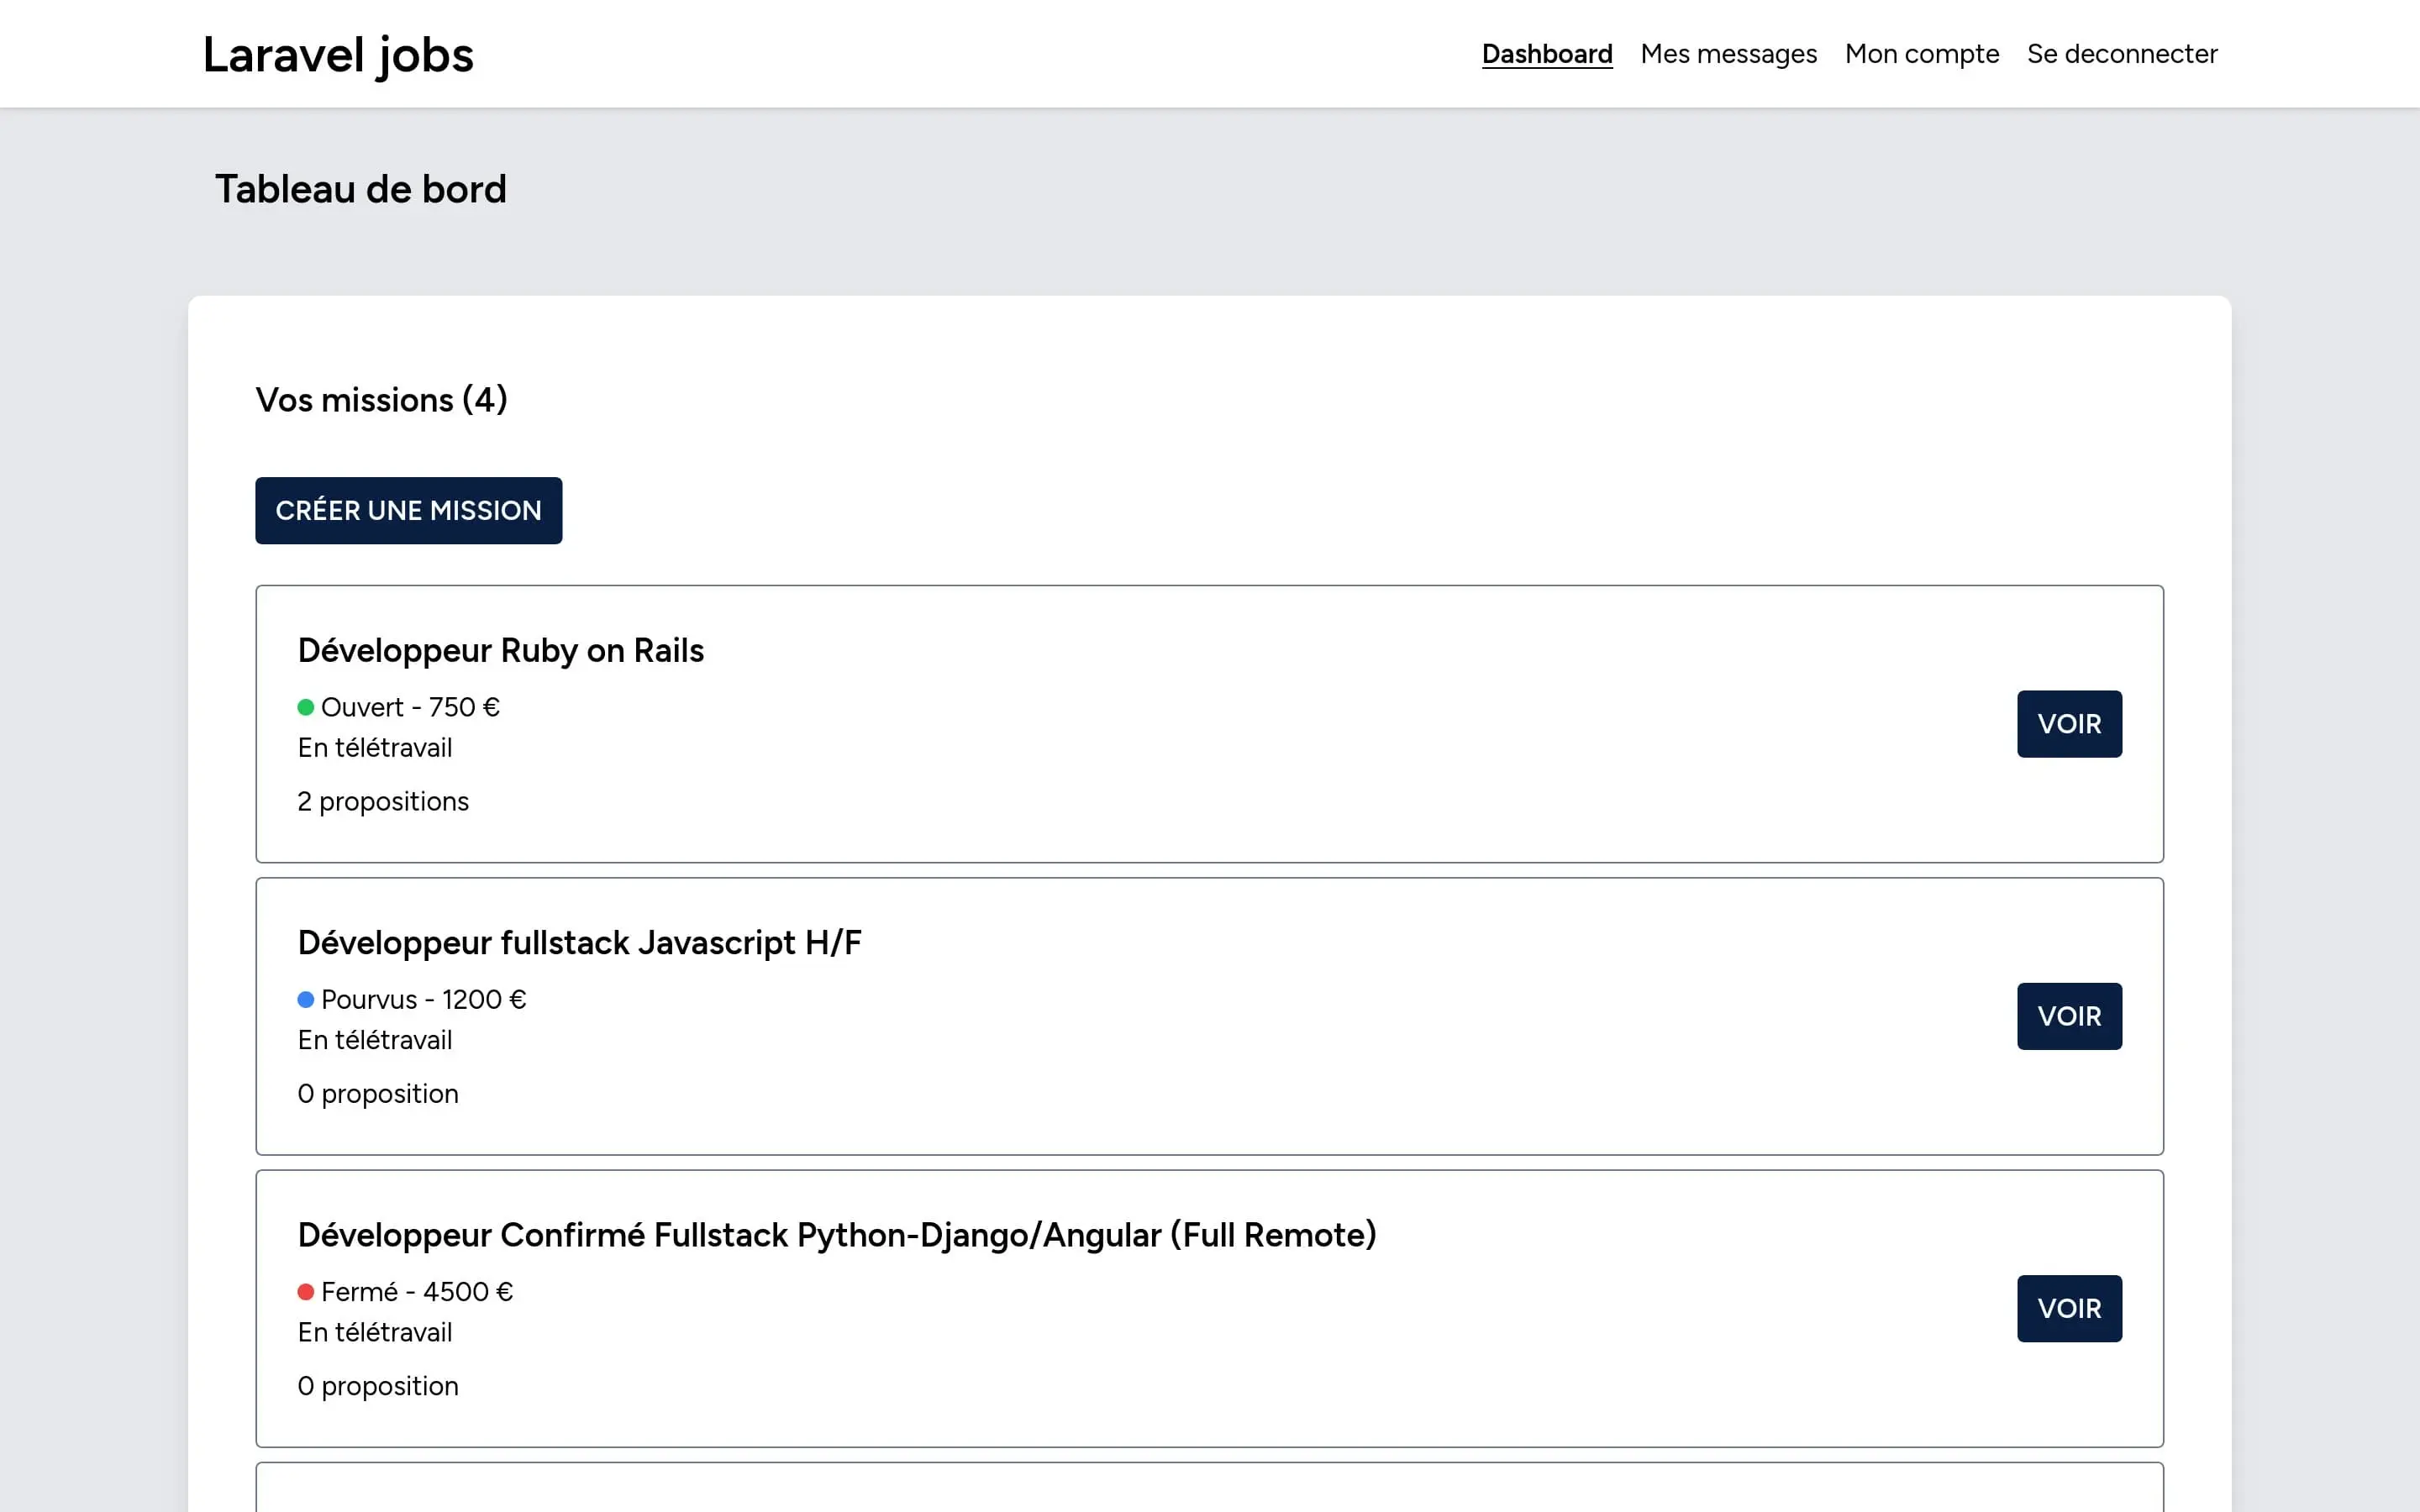 Laravel jobs
Dashboard Mes messages Mon compte Se deconnecter
Tableau de bord
Vos missions (4)
CRÉER UNE MISSION
Développeur Ruby on Rails
Ouvert - 750 €
En télétravail
2 propositions
VOIR
Développeur fullstack Javascript H/F
Pourvus - 1200 €
En télétravail
0 proposition
VOIR
Développeur Confirmé Fullstack Python-Django/Angular (Full Remote)
Fermé - 4500 €
En télétravail
0 proposition
VOIR